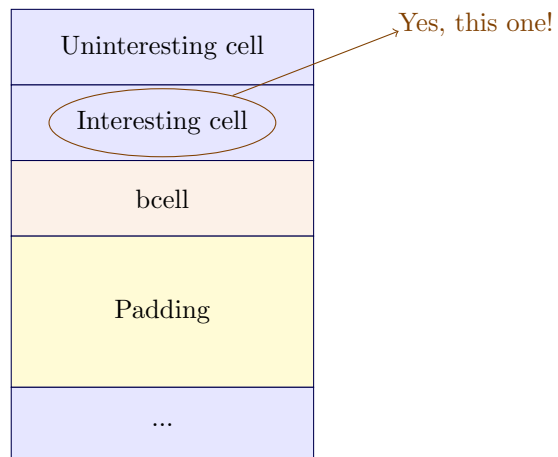 Yes, this one!
Uninteresting cell
Interesting cell
bcell
Padding
...